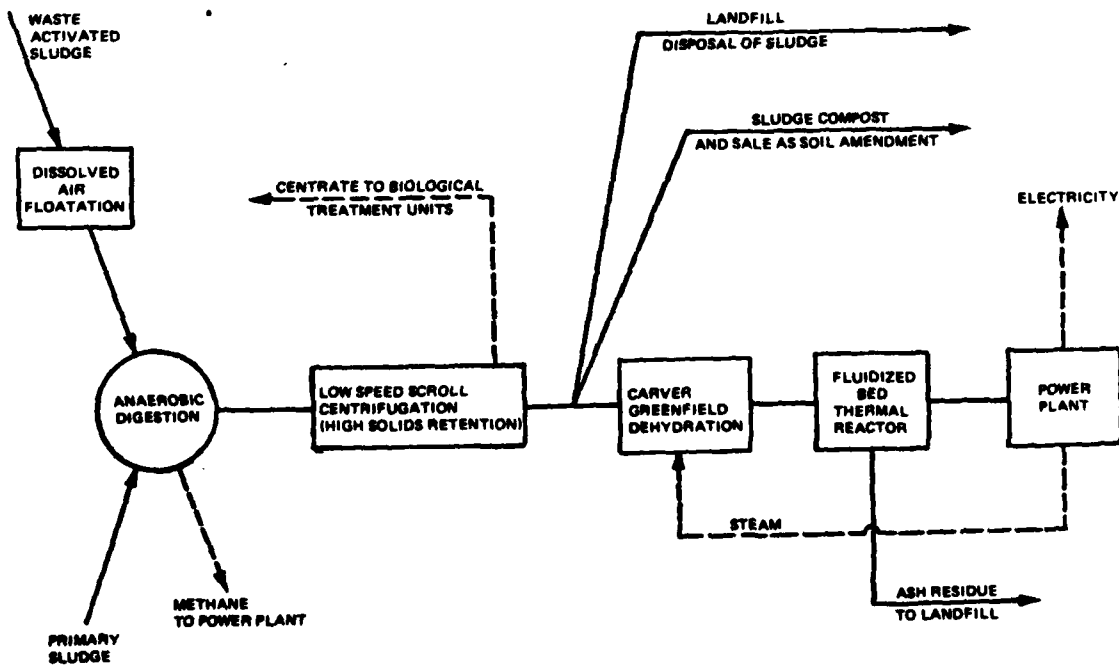 WASTE
ACTIVATED
SLUDGE
LANDFILL
DISPOSAL OF SLUDGE
SLUDGE COMPOST
AND SALE AS SOIL AMENDMENT
DISSOLVED
AIR
FLOATATION
CENTRATE TO BIOLOGICAL
TREATMENT UNITS
ELECTRICITY
ANAEROBIC
DIGESTION
LOW SPEED SCROLL
CENTRIFUGATION
(HIGH SOLIDS RETENTION)
CARVER
GREENFIELD
DEHYDRATION
FLUIDIZED
BED
THERMAL
REACTOR
POWER
PLANT
STEAM
METHANE
TO POWER PLANT
PRIMARY
SLUDGE
ASH RESIDUE
TO LANDFILL